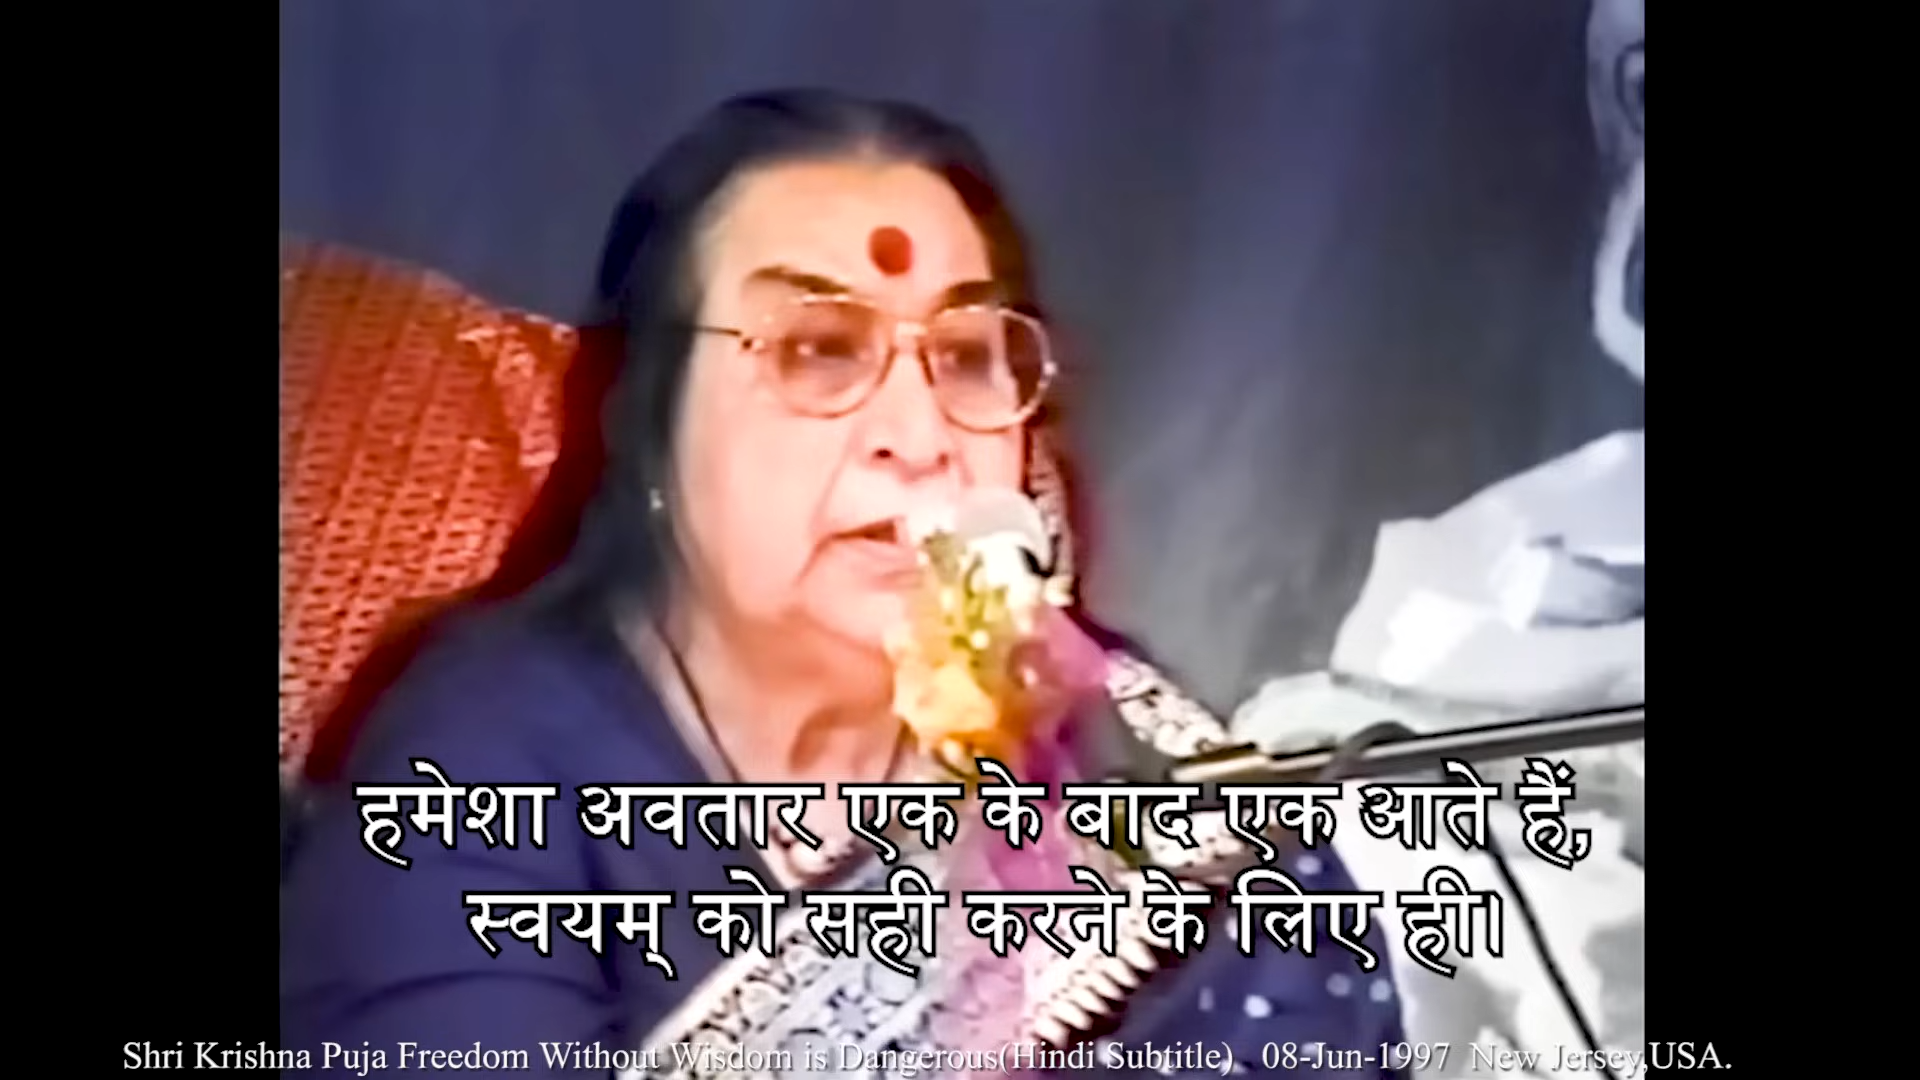 हमेशा अवतार एक के बाद एक आते हैं,
स्वयम् को सही करने के लिए ही।
Shri Krishna Puja Freedom Without Wisdom is Dangerous(Hindi Subtitle) 08-Jun-1997 New Jersey,USA.